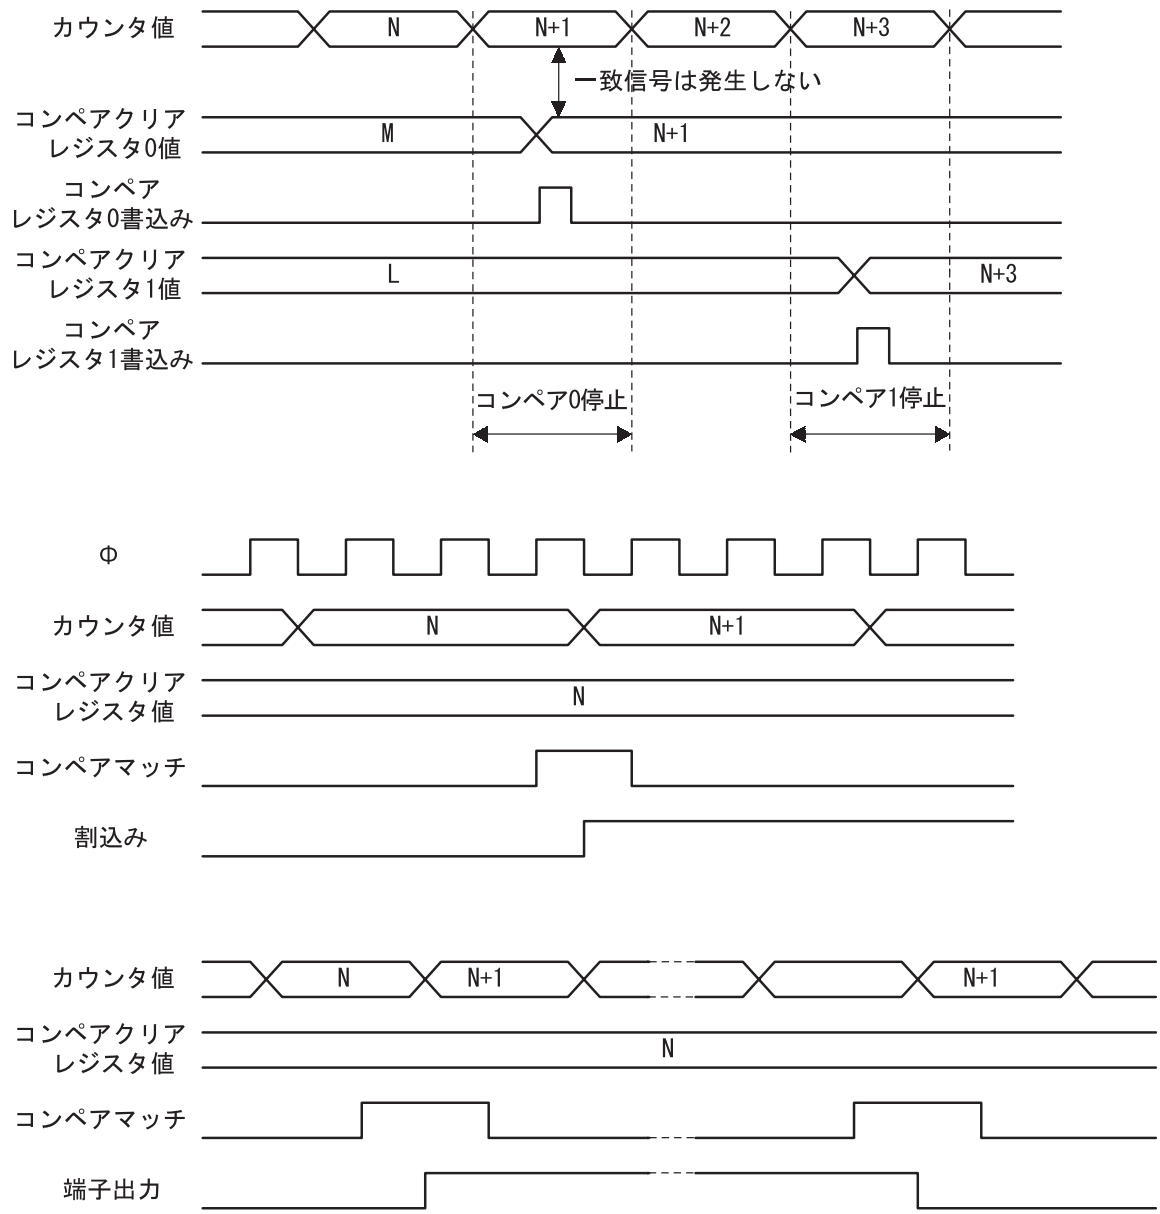 カウンタ値 N N+1 N+2 N+3
一致信号は発生しない
コンペアクリア
レジスタ0値 M N+1
コンペア
レジスタ0書込み
コンペアクリア
レジスタ1値 L N+3
コンペア
レジスタ1書込み
コンペア0停止 コンペア1停止
Φ
カウンタ値 N N+1
コンペアクリア
レジスタ値 N
コンペアマッチ
割込み
カウンタ値 N N+1 N+1
コンペアクリア
レジスタ値 N
コンペアマッチ
端子出力